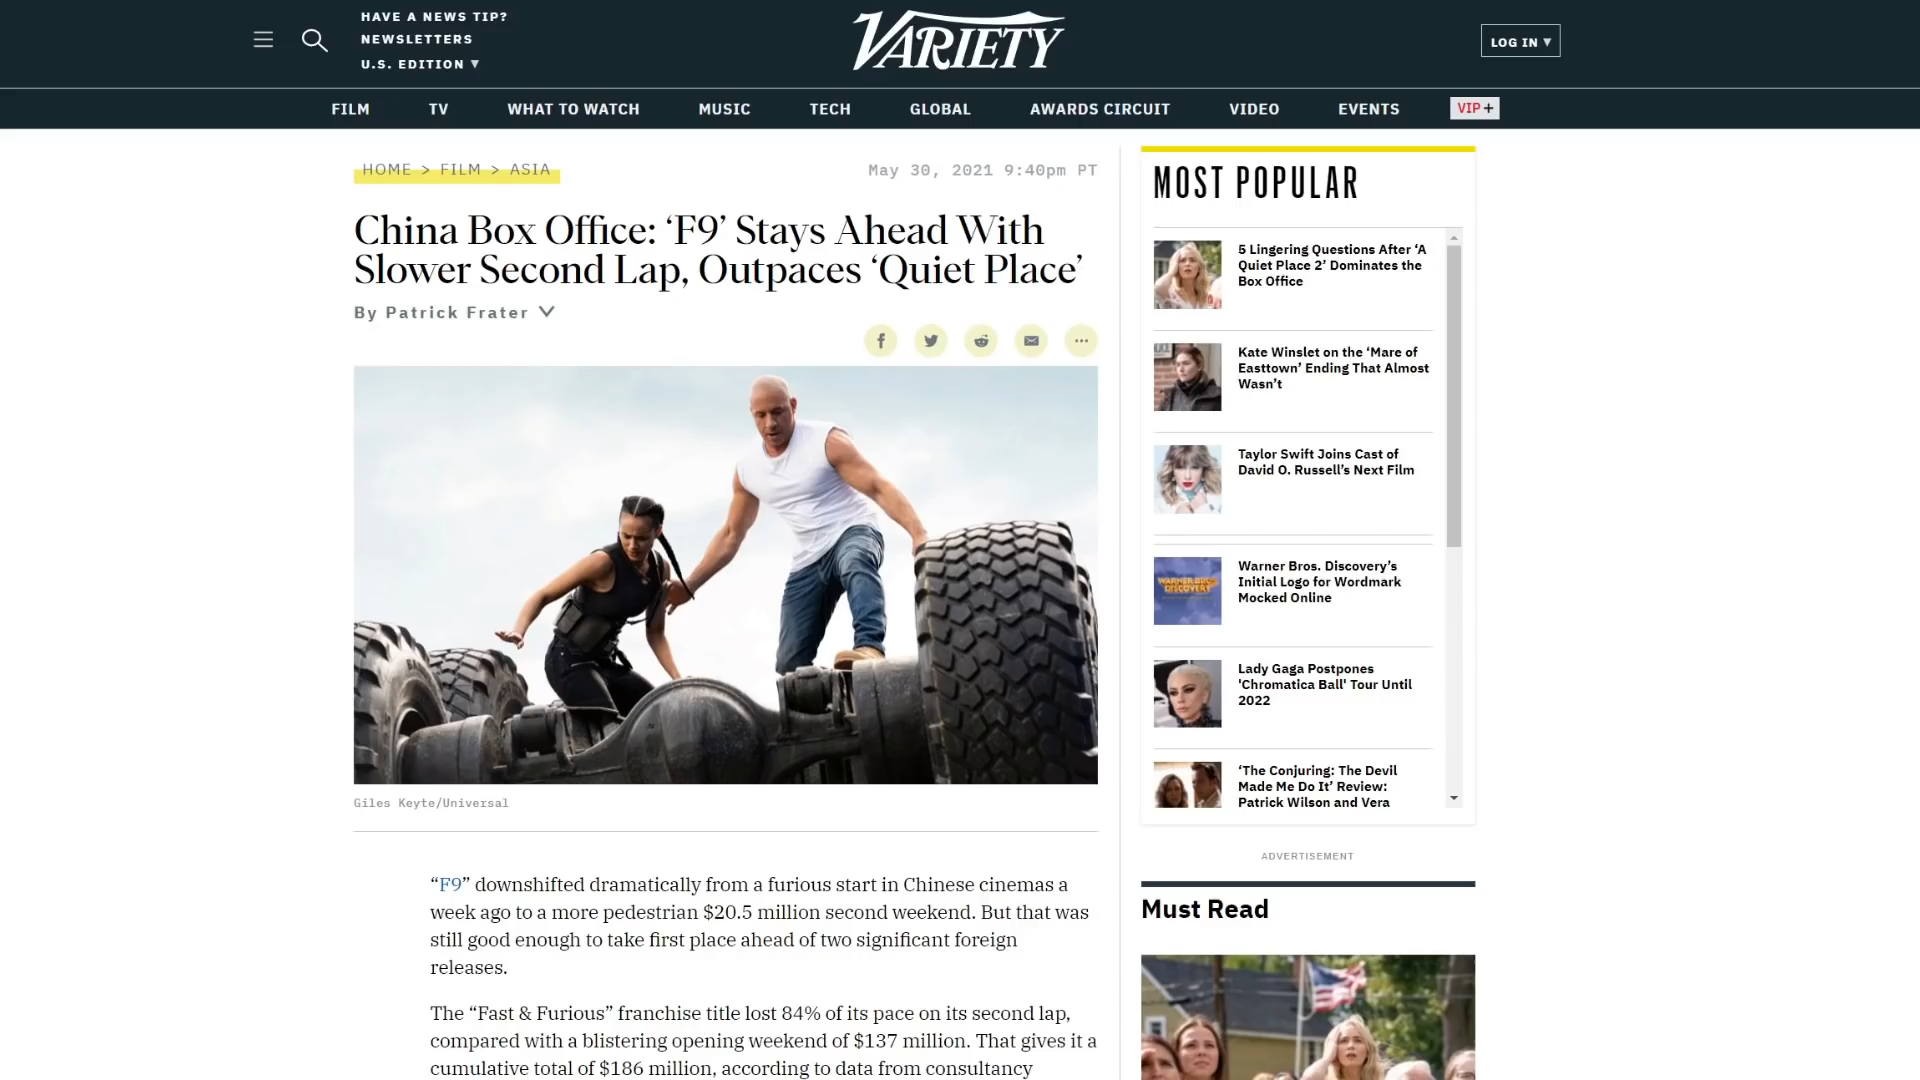 HAVE A NEWS TIP?
NEWSLETTERS
U.S. EDITION ▼
VARIETY
LOG IN ▼
FILM
TV
WHAT TO WATCH
MUSIC
TECH
GLOBAL
AWARDS CIRCUIT
VIDEO
EVENTS
VIP+
HOME > FILM > ASIA
May 30, 2021 9:40pm PT
China Box Office: ‘F9’ Stays Ahead With
Slower Second Lap, Outpaces ‘Quiet Place’
By Patrick Frater
Giles Keyte/Universal
“F9” downshifted dramatically from a furious start in Chinese cinemas a
week ago to a more pedestrian $20.5 million second weekend. But that was
still good enough to take first place ahead of two significant foreign
releases.
The “Fast & Furious” franchise title lost 84% of its pace on its second lap,
compared with a blistering opening weekend of $137 million. That gives it a
cumulative total of $186 million, according to data from consultancy
MOST POPULAR
5 Lingering Questions After ‘A
Quiet Place 2’ Dominates the
Box Office
Kate Winslet on the ‘Mare of
Easttown’ Ending That Almost
Wasn’t
Taylor Swift Joins Cast of
David O. Russell’s Next Film
WARNER BROS.
DISCOVERY
Warner Bros. Discovery’s
Initial Logo for Wordmark
Mocked Online
Lady Gaga Postpones
'Chromatica Ball' Tour Until
2022
‘The Conjuring: The Devil
Made Me Do It’ Review:
Patrick Wilson and Vera
ADVERTISEMENT
Must Read